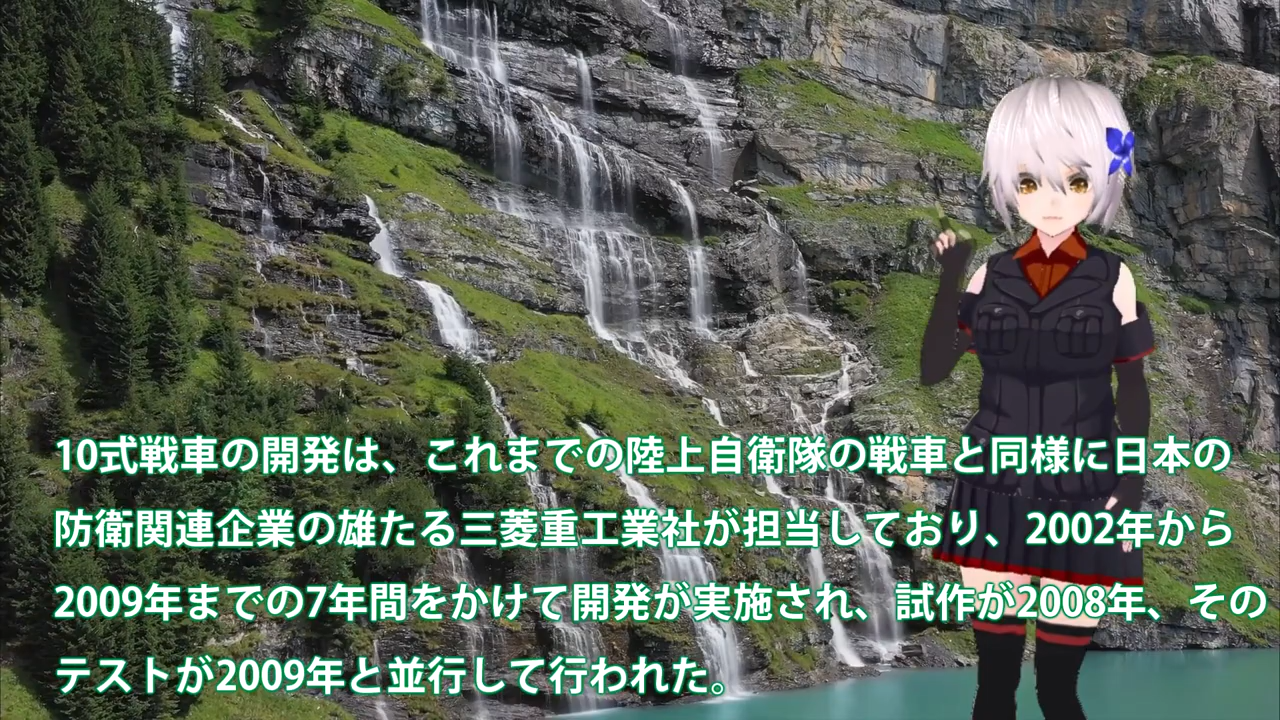 10式戦車の開発は、これまでの陸上自衛隊の戦車と同様に日本の
防衛関連企業の雄たる三菱重工業社が担当しており、2002年から
2009年までの7年間をかけて開発が実施され、試作が2008年、その
テストが2009年と並行して行われた。